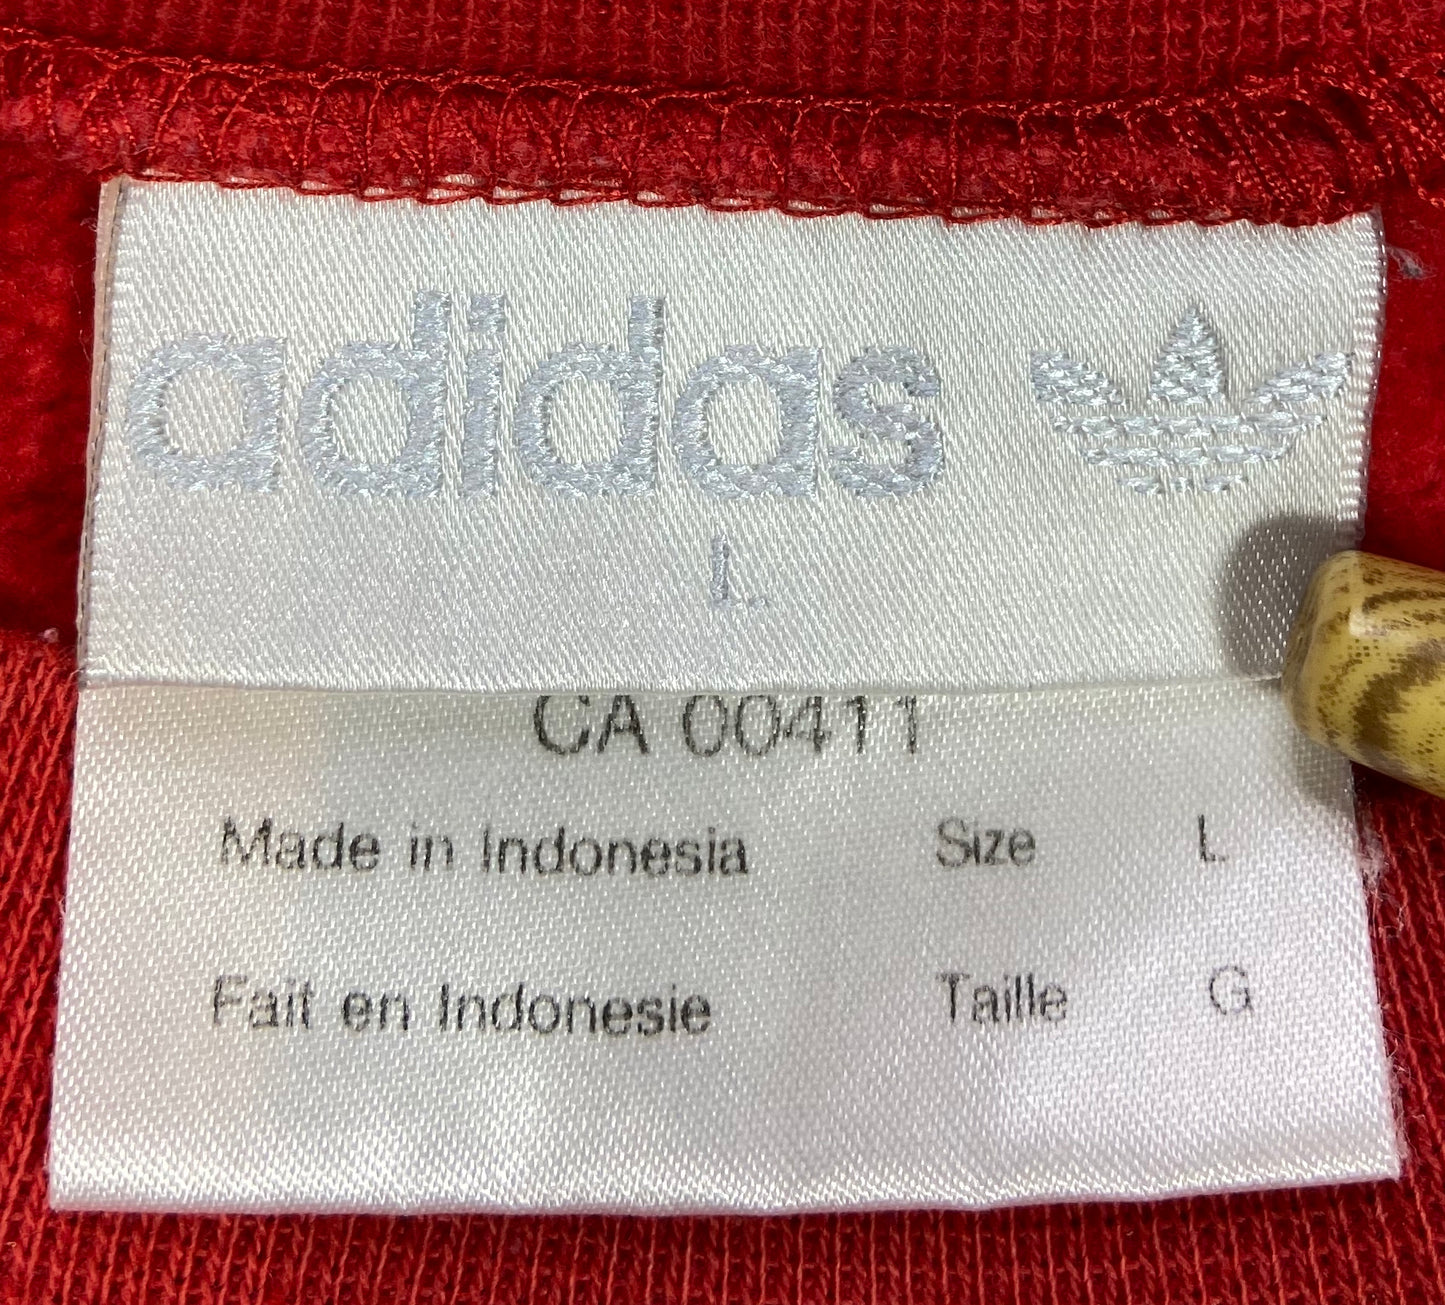 adidas
L
CA 00411
Made in Indonesia Size L
Fait en Indonesie Taille G